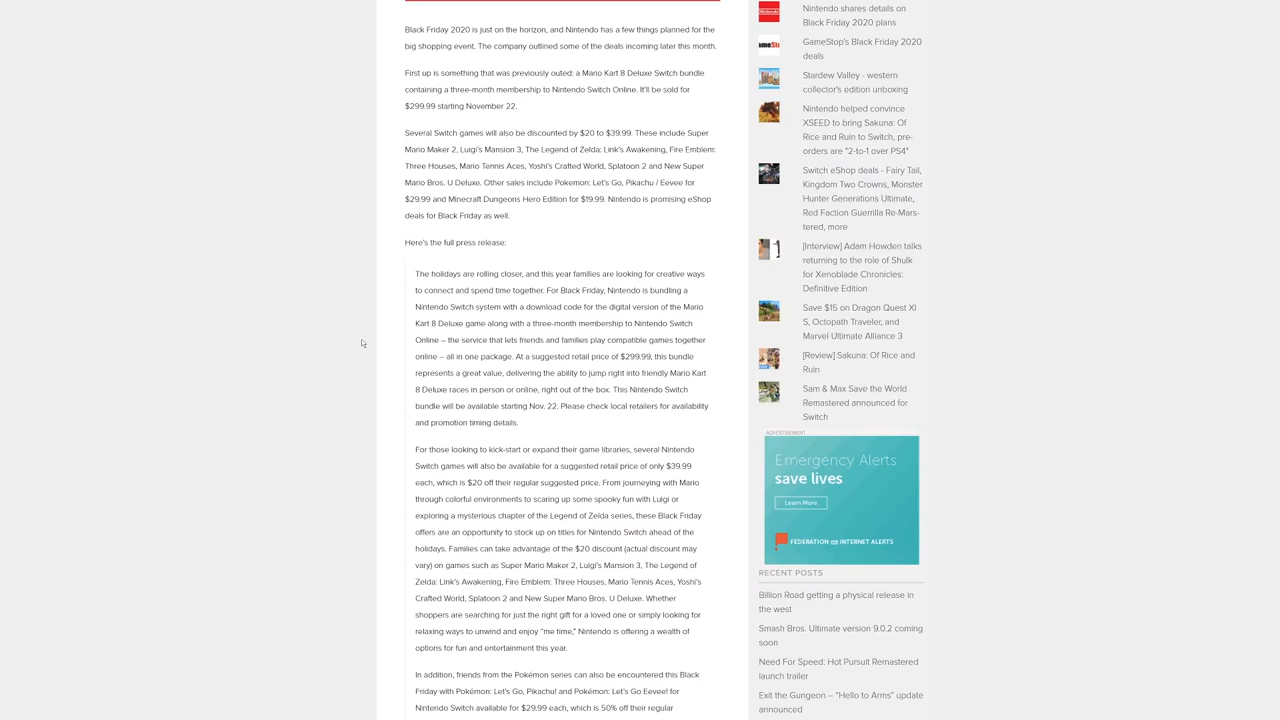 Black Friday 2020 is just on the horizon, and Nintendo has a few things planned for the
big shopping event. The company outlined some of the deals incoming later this month.
First up is something that was previously outed: a Mario Kart 8 Deluxe Switch bundle
containing a three-month membership to Nintendo Switch Online. It'll be sold for
$299.99 starting November 22.
Several Switch games will also be discounted by $20 to $39.99. These include Super
Mario Maker 2, Luigi's Mansion 3, The Legend of Zelda: Link's Awakening, Fire Emblem:
Three Houses, Mario Tennis Aces, Yoshi's Crafted World, Splatoon 2 and New Super
Mario Bros. U Deluxe. Other sales include Pokemon: Let's Go, Pikachu / Eevee for
$29.99 and Minecraft Dungeons Hero Edition for $19.99. Nintendo is promising eShop
deals for Black Friday as well.
Here's the full press release:
The holidays are rolling closer, and this year families are looking for creative ways
to connect and spend time together. For Black Friday, Nintendo is bundling a
Nintendo Switch system with a download code for the digital version of the Mario
Kart 8 Deluxe game along with a three-month membership to Nintendo Switch
Online – the service that lets friends and families play compatible games together
online – all in one package. At a suggested retail price of $299.99, this bundle
represents a great value, delivering the ability to jump right into friendly Mario Kart
8 Deluxe races in person or online, right out of the box. This Nintendo Switch
bundle will be available starting Nov. 22. Please check local retailers for availability
and promotion timing details.
For those looking to kick-start or expand their game libraries, several Nintendo
Switch games will also be available for a suggested retail price of only $39.99
each, which is $20 off their regular suggested price. From journeying with Mario
through colorful environments to scaring up some spooky fun with Luigi or
exploring a mysterious chapter of the Legend of Zelda series, these Black Friday
offers are an opportunity to stock up on titles for Nintendo Switch ahead of the
holidays. Families can take advantage of the $20 discount (actual discount may
vary) on games such as Super Mario Maker 2, Luigi's Mansion 3, The Legend of
Zelda: Link's Awakening, Fire Emblem: Three Houses, Mario Tennis Aces, Yoshi's
Crafted World, Splatoon 2 and New Super Mario Bros. U Deluxe. Whether
shoppers are searching for just the right gift for a loved one or simply looking for
relaxing ways to unwind and enjoy “me time,” Nintendo is offering a wealth of
options for fun and entertainment this year.
In addition, friends from the Pokémon series can also be encountered this Black
Friday with Pokémon: Let's Go, Pikachu! and Pokémon: Let's Go Eevee! for
Nintendo Switch available for $29.99 each, which is 50% off their regular
Nintendo shares details on
Black Friday 2020 plans
GameStop's Black Friday 2020
deals
Stardew Valley - western
collector's edition unboxing
Nintendo helped convince
XSEED to bring Sakuna: Of
Rice and Ruin to Switch, pre-
orders are "2-to-1 over PS4"
Switch eShop deals - Fairy Tail,
Kingdom Two Crowns, Monster
Hunter Generations Ultimate,
Red Faction Guerrilla Re-Mars-
tered, more
[Interview] Adam Howden talks
returning to the role of Shulk
for Xenoblade Chronicles:
Definitive Edition
Save $15 on Dragon Quest XI
S, Octopath Traveler, and
Marvel Ultimate Alliance 3
[Review] Sakuna: Of Rice and
Ruin
Sam & Max Save the World
Remastered announced for
Switch
ADVERTISEMENT
Emergency Alerts
save lives
Learn More
FEDERATION FOR INTERNET ALERTS
RECENT POSTS
Billion Road getting a physical release in
the west
Smash Bros. Ultimate version 9.0.2 coming
soon
Need For Speed: Hot Pursuit Remastered
launch trailer
Exit the Gungeon – “Hello to Arms” update
announced